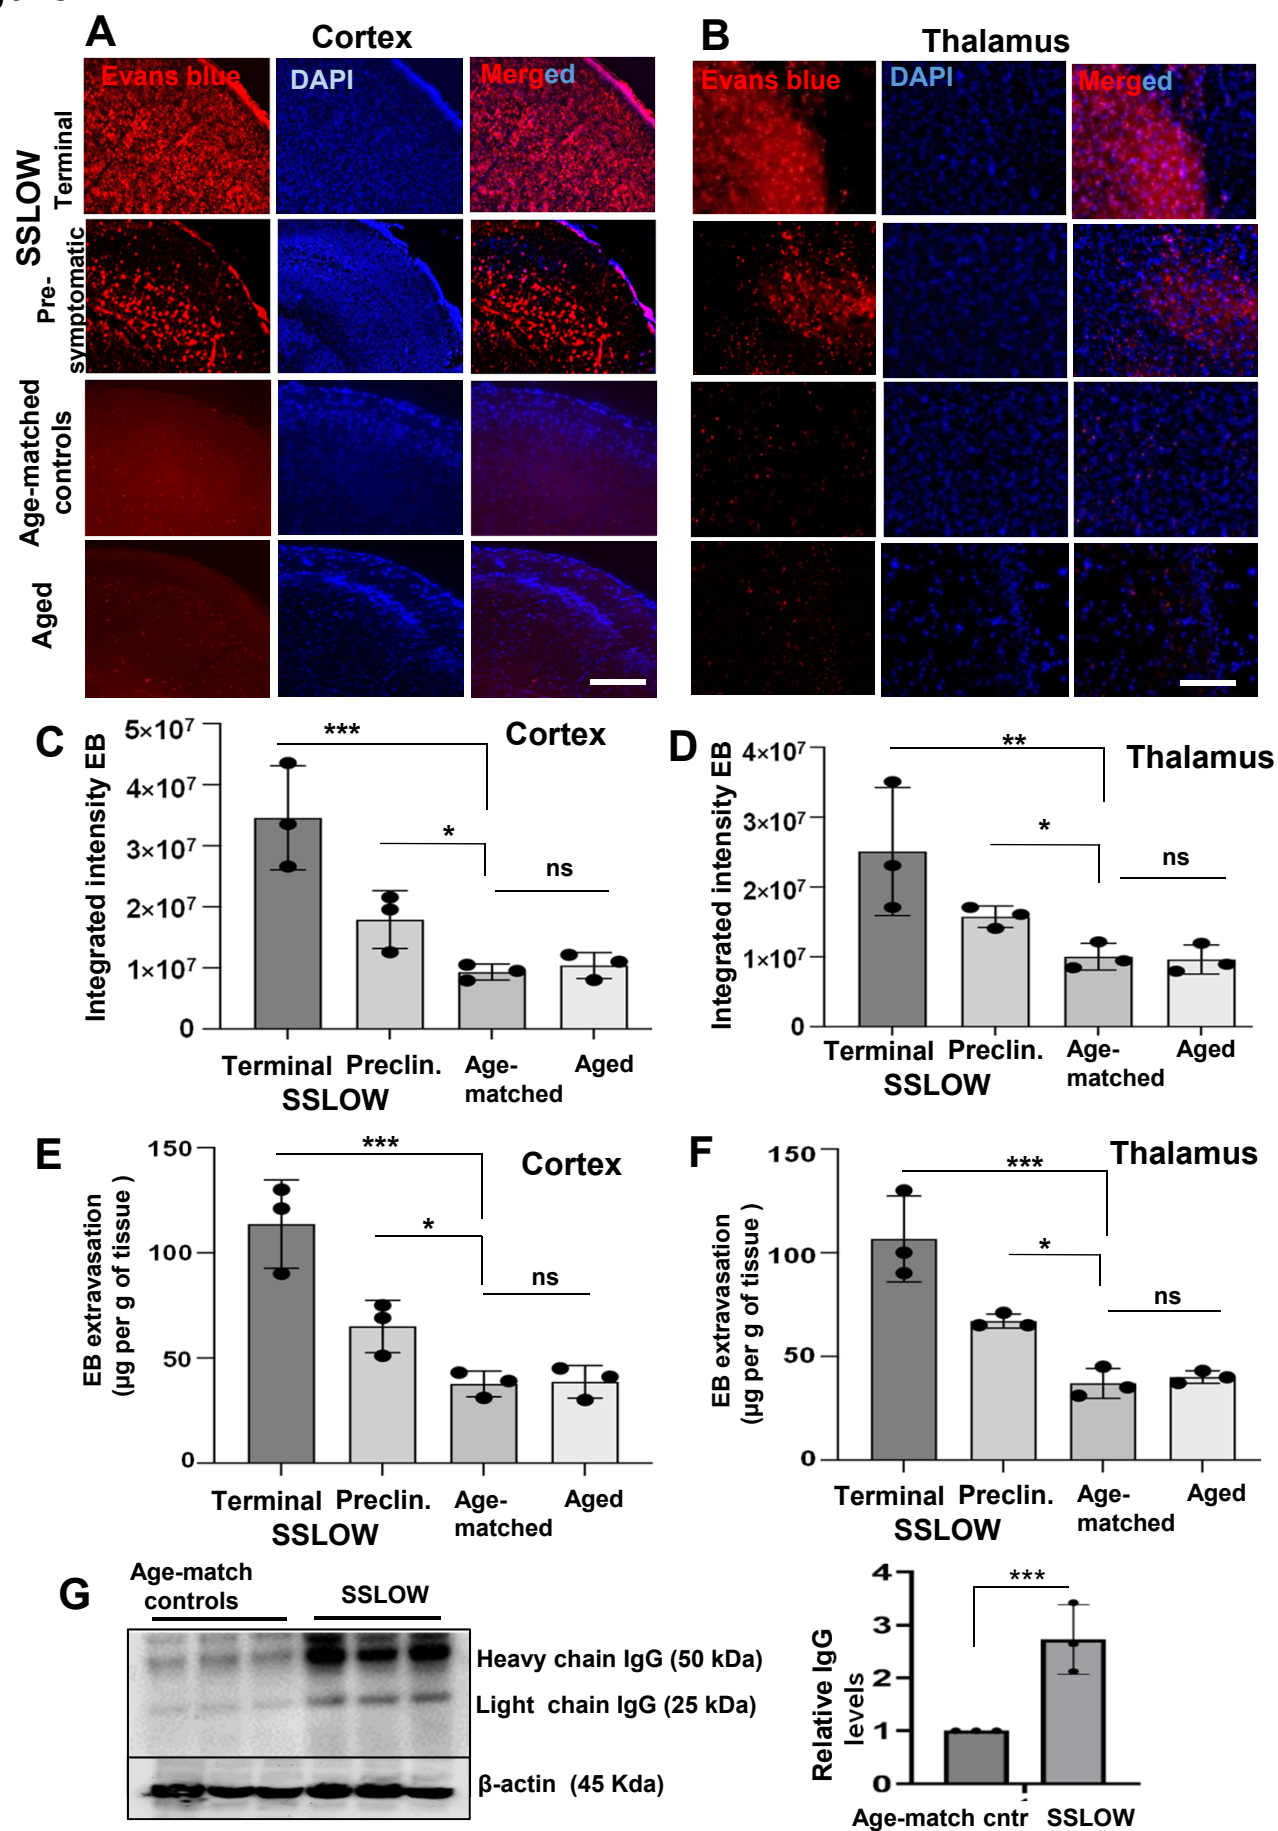 A
Cortex
B
Thalamus
Evans blue
DAPI
Merged
Evans blue
DAPI
Merged
SSLOW
Terminal
Pre-
symptomatic
Age-matched
controls
Aged
C
Cortex
Integrated intensity EB
5×10⁷
4×10⁷
3×10⁷
2×10⁷
1×10⁷
0
***
*
ns
Terminal Preclin. Age-
matched
Aged
SSLOW
D
Thalamus
Integrated intensity EB
4×10⁷
3×10⁷
2×10⁷
1×10⁷
0
**
*
ns
Terminal Preclin. Age-
matched
Aged
SSLOW
E
Cortex
EB extravasation
(µg per g of tissue )
150
100
50
0
***
*
ns
Terminal Preclin. Age-
matched
Aged
SSLOW
F
Thalamus
EB extravasation
(µg per g of tissue )
150
100
50
0
***
*
ns
Terminal Preclin. Age-
matched
Aged
SSLOW
G
Age-match
controls
SSLOW
Heavy chain IgG (50 kDa)
Light chain IgG (25 kDa)
β-actin (45 Kda)
Relative IgG
levels
4
3
2
1
0
***
Age-match cntr SSLOW